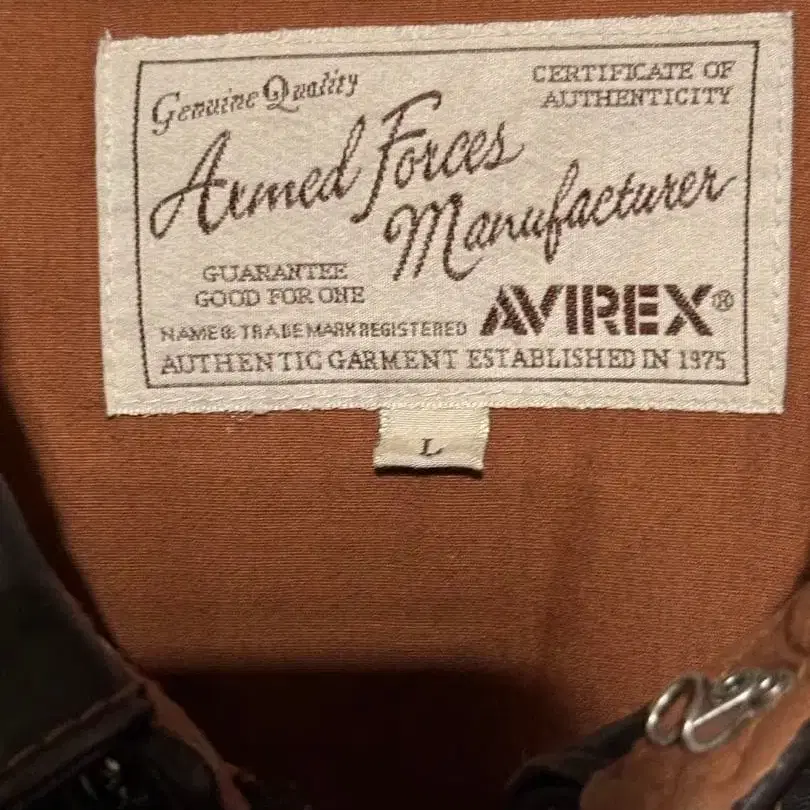 Genuine Quality
CERTIFICATE OF
AUTHENTICITY
Armed Forces
Manufacturer
GUARANTEE
GOOD FOR ONE
AVIREX®
NAME & TRADEMARK REGISTERED
AUTHENTIC GARMENT ESTABLISHED IN 1975
L